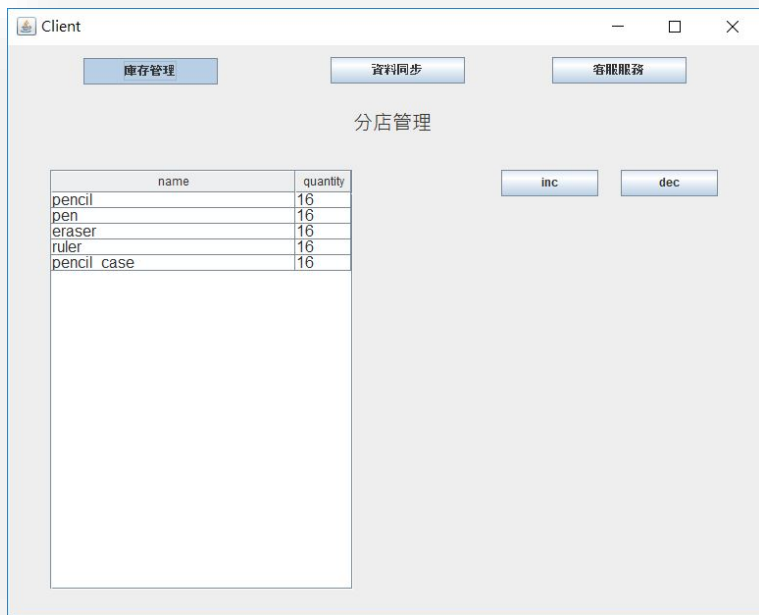 Client
庫存管理 資料同步 客服服務
分店管理
name quantity inc dec
pencil 16
pen 16
eraser 16
ruler 16
pencil case 16